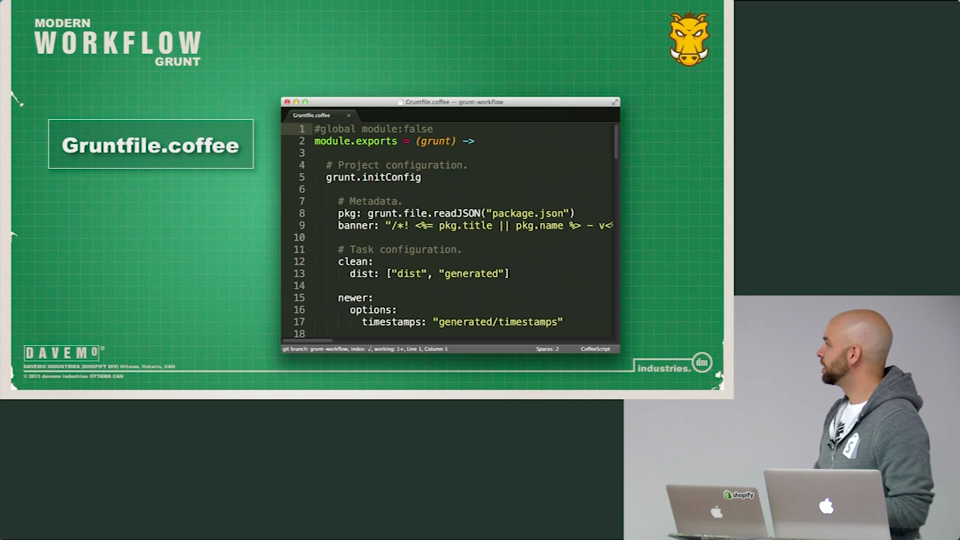 MODERN
WORKFLOW
GRUNT
Gruntfile.coffee
Gruntfile.coffee — grunt-workflow
Gruntfile.coffee ×
1 #global module:false
2 module.exports = (grunt) ->
3
4 # Project configuration.
5 grunt.initConfig
6
7 # Metadata.
8 pkg: grunt.file.readJSON("package.json")
9 banner: "/*! <%= pkg.title || pkg.name %> - v<
10
11 # Task configuration.
12 clean:
13 dist: ["dist", "generated"]
14
15 newer:
16 options:
17 timestamps: "generated/timestamps"
18
git branch: grunt-workflow, index: √, working: 1+, Line 1, Column 1 Spaces: 2 CoffeeScript
DAVEMO
DAVEMO INDUSTRIES (SHOPIFY DIV) Ottawa, Ontario, CAN
© 2013 davemo industries OTTAWA CAN
industries. dm
shopify